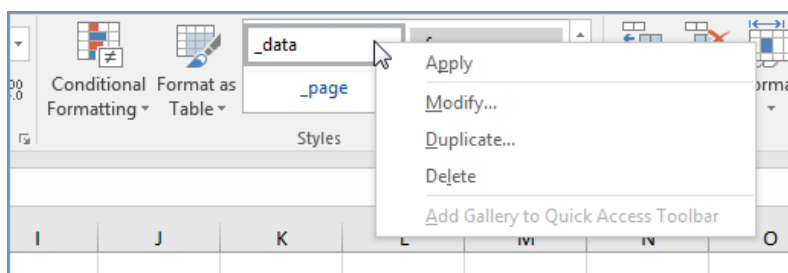 _data
Conditional Format as
Formatting Table
_page
Styles
Apply
Modify...
Duplicate...
Delete
Add Gallery to Quick Access Toolbar
I J K L M N O